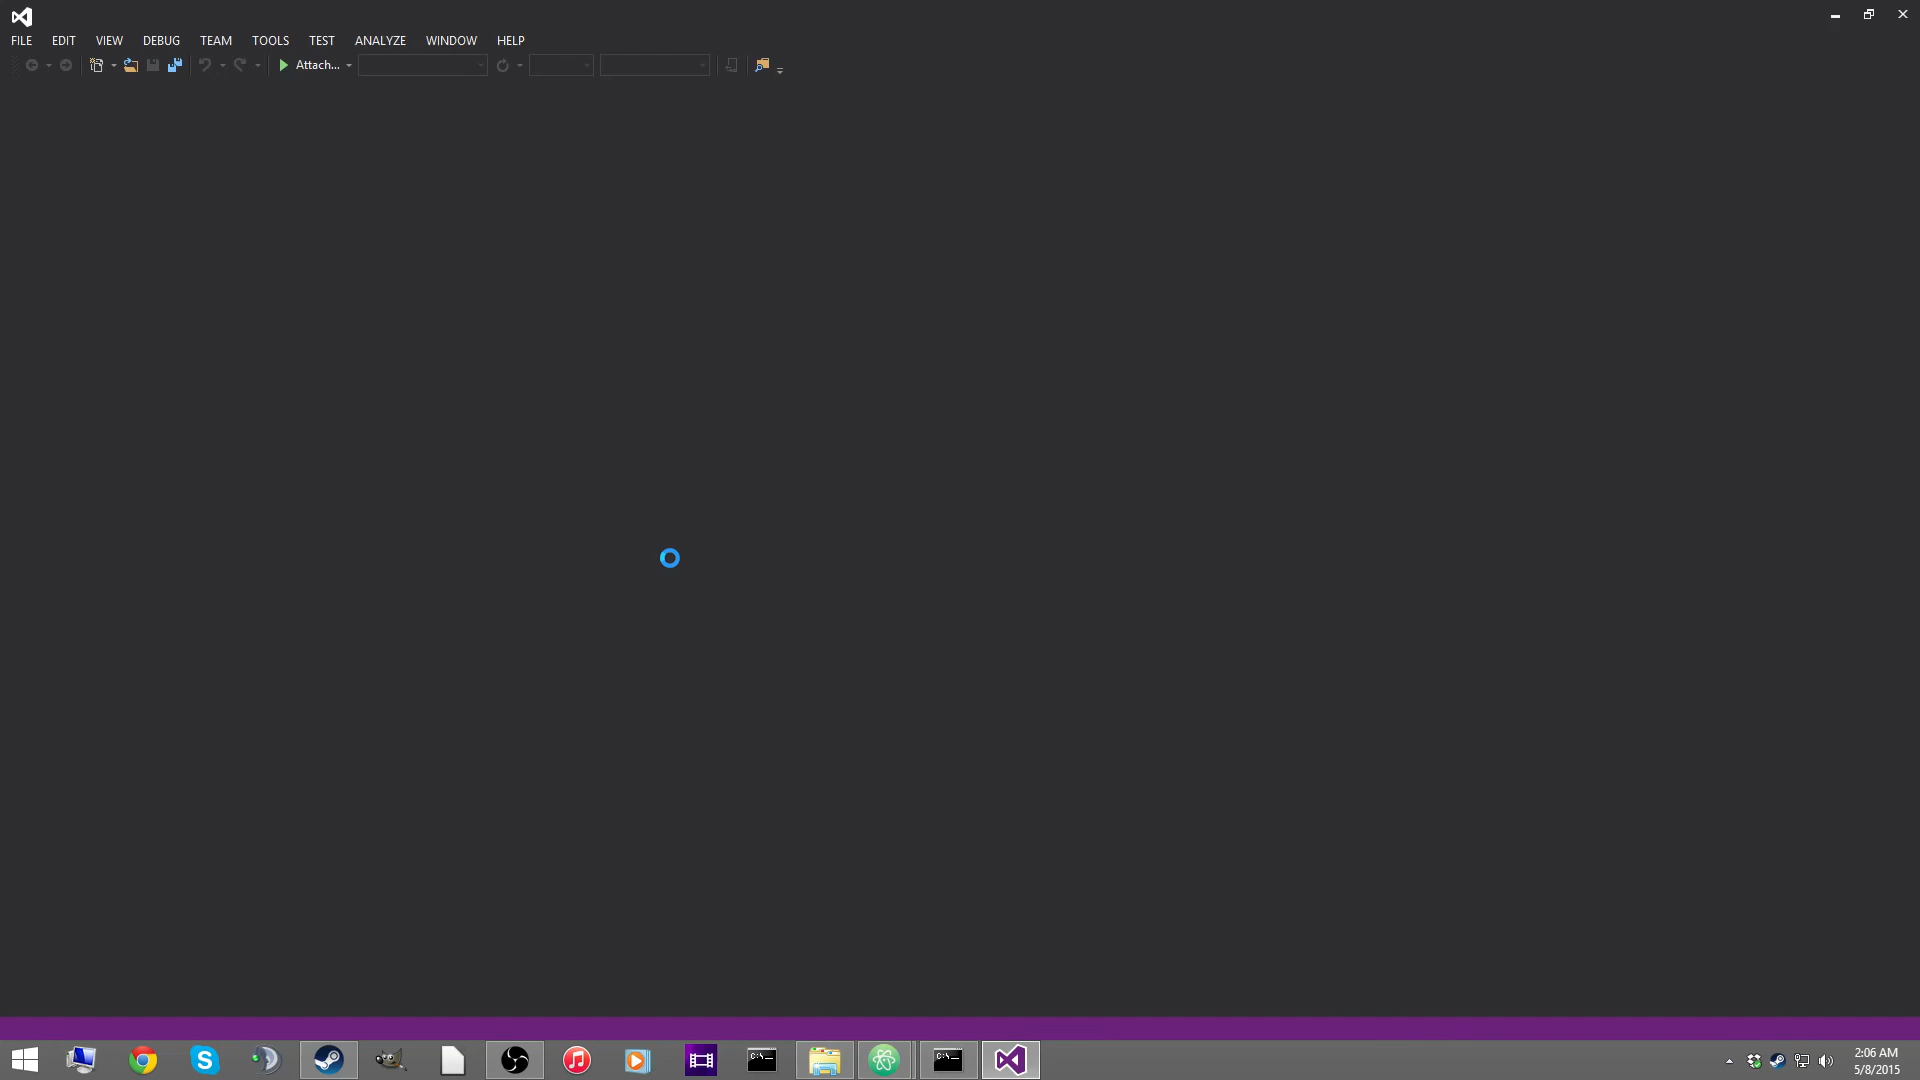 FILE EDIT VIEW DEBUG TEAM TOOLS TEST ANALYZE WINDOW HELP
Attach...
C:\_
C:\_
2:06 AM
5/8/2015